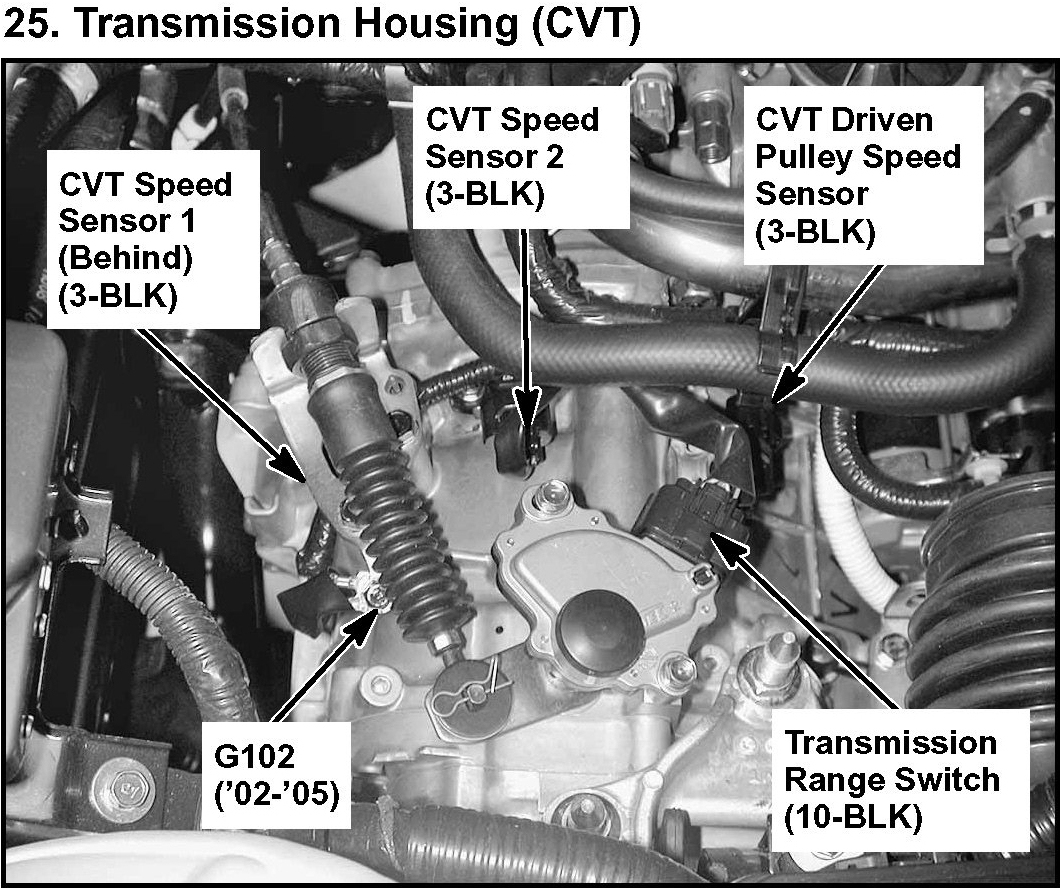 25. Transmission Housing (CVT)
CVT Speed
Sensor 1
(Behind)
(3-BLK)
CVT Speed
Sensor 2
(3-BLK)
CVT Driven
Pulley Speed
Sensor
(3-BLK)
G102
(’02-’05)
Transmission
Range Switch
(10-BLK)